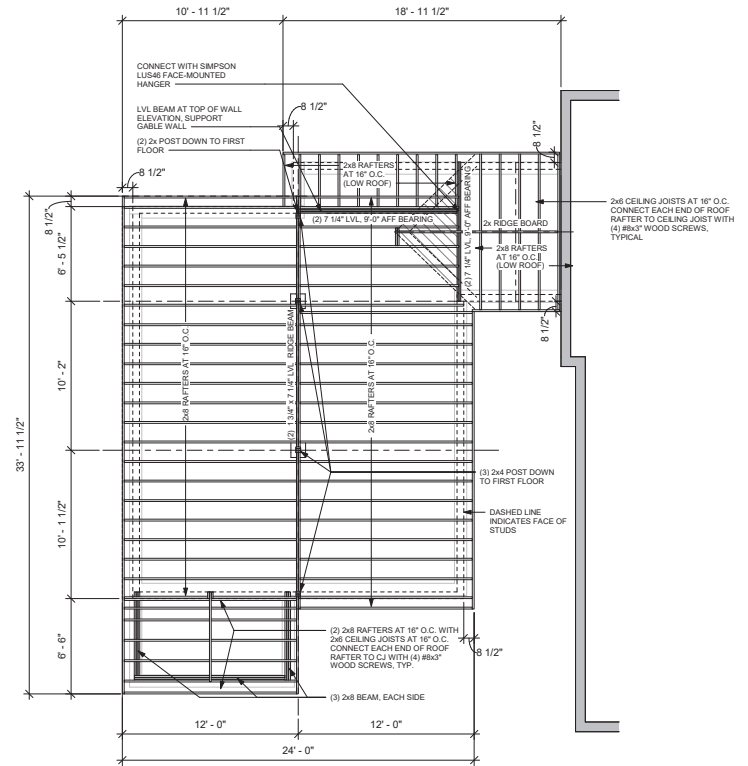 10' - 11 1/2"
18' - 11 1/2"
CONNECT WITH SIMPSON
LUS46 FACE-MOUNTED
HANGER
LVL BEAM AT TOP OF WALL
ELEVATION, SUPPORT
GABLE WALL
(2) 2x POST DOWN TO FIRST
FLOOR
8 1/2"
8 1/2"
8 1/2"
8 1/2"
2x8 RAFTERS
AT 16" O.C.
(LOW ROOF)
(2) 7 1/4" LVL, 9'-0" AFF BEARING
(2) 7 1/4" LVL, 9'-0" AFF BEARING
2x RIDGE BOARD
2x8 RAFTERS
AT 16" O.C.
(LOW ROOF)
2x6 CEILING JOISTS AT 16" O.C.
CONNECT EACH END OF ROOF
RAFTER TO CEILING JOIST WITH
(4) #8x3" WOOD SCREWS,
TYPICAL
8 1/2"
6' - 5 1/2"
10' - 2"
33' - 11 1/2"
10' - 1 1/2"
6' - 6"
2x8 RAFTERS AT 16" O.C.
(2) 1 3/4" x 7 1/4" LVL RIDGE BEAM
2x8 RAFTERS AT 16" O.C.
(3) 2x4 POST DOWN
TO FIRST FLOOR
DASHED LINE
INDICATES FACE OF
STUDS
(2) 2x8 RAFTERS AT 16" O.C. WITH
2x6 CEILING JOISTS AT 16" O.C.
CONNECT EACH END OF ROOF
RAFTER TO CJ WITH (4) #8x3"
WOOD SCREWS, TYP.
8 1/2"
(3) 2x8 BEAM, EACH SIDE
12' - 0"
12' - 0"
24' - 0"